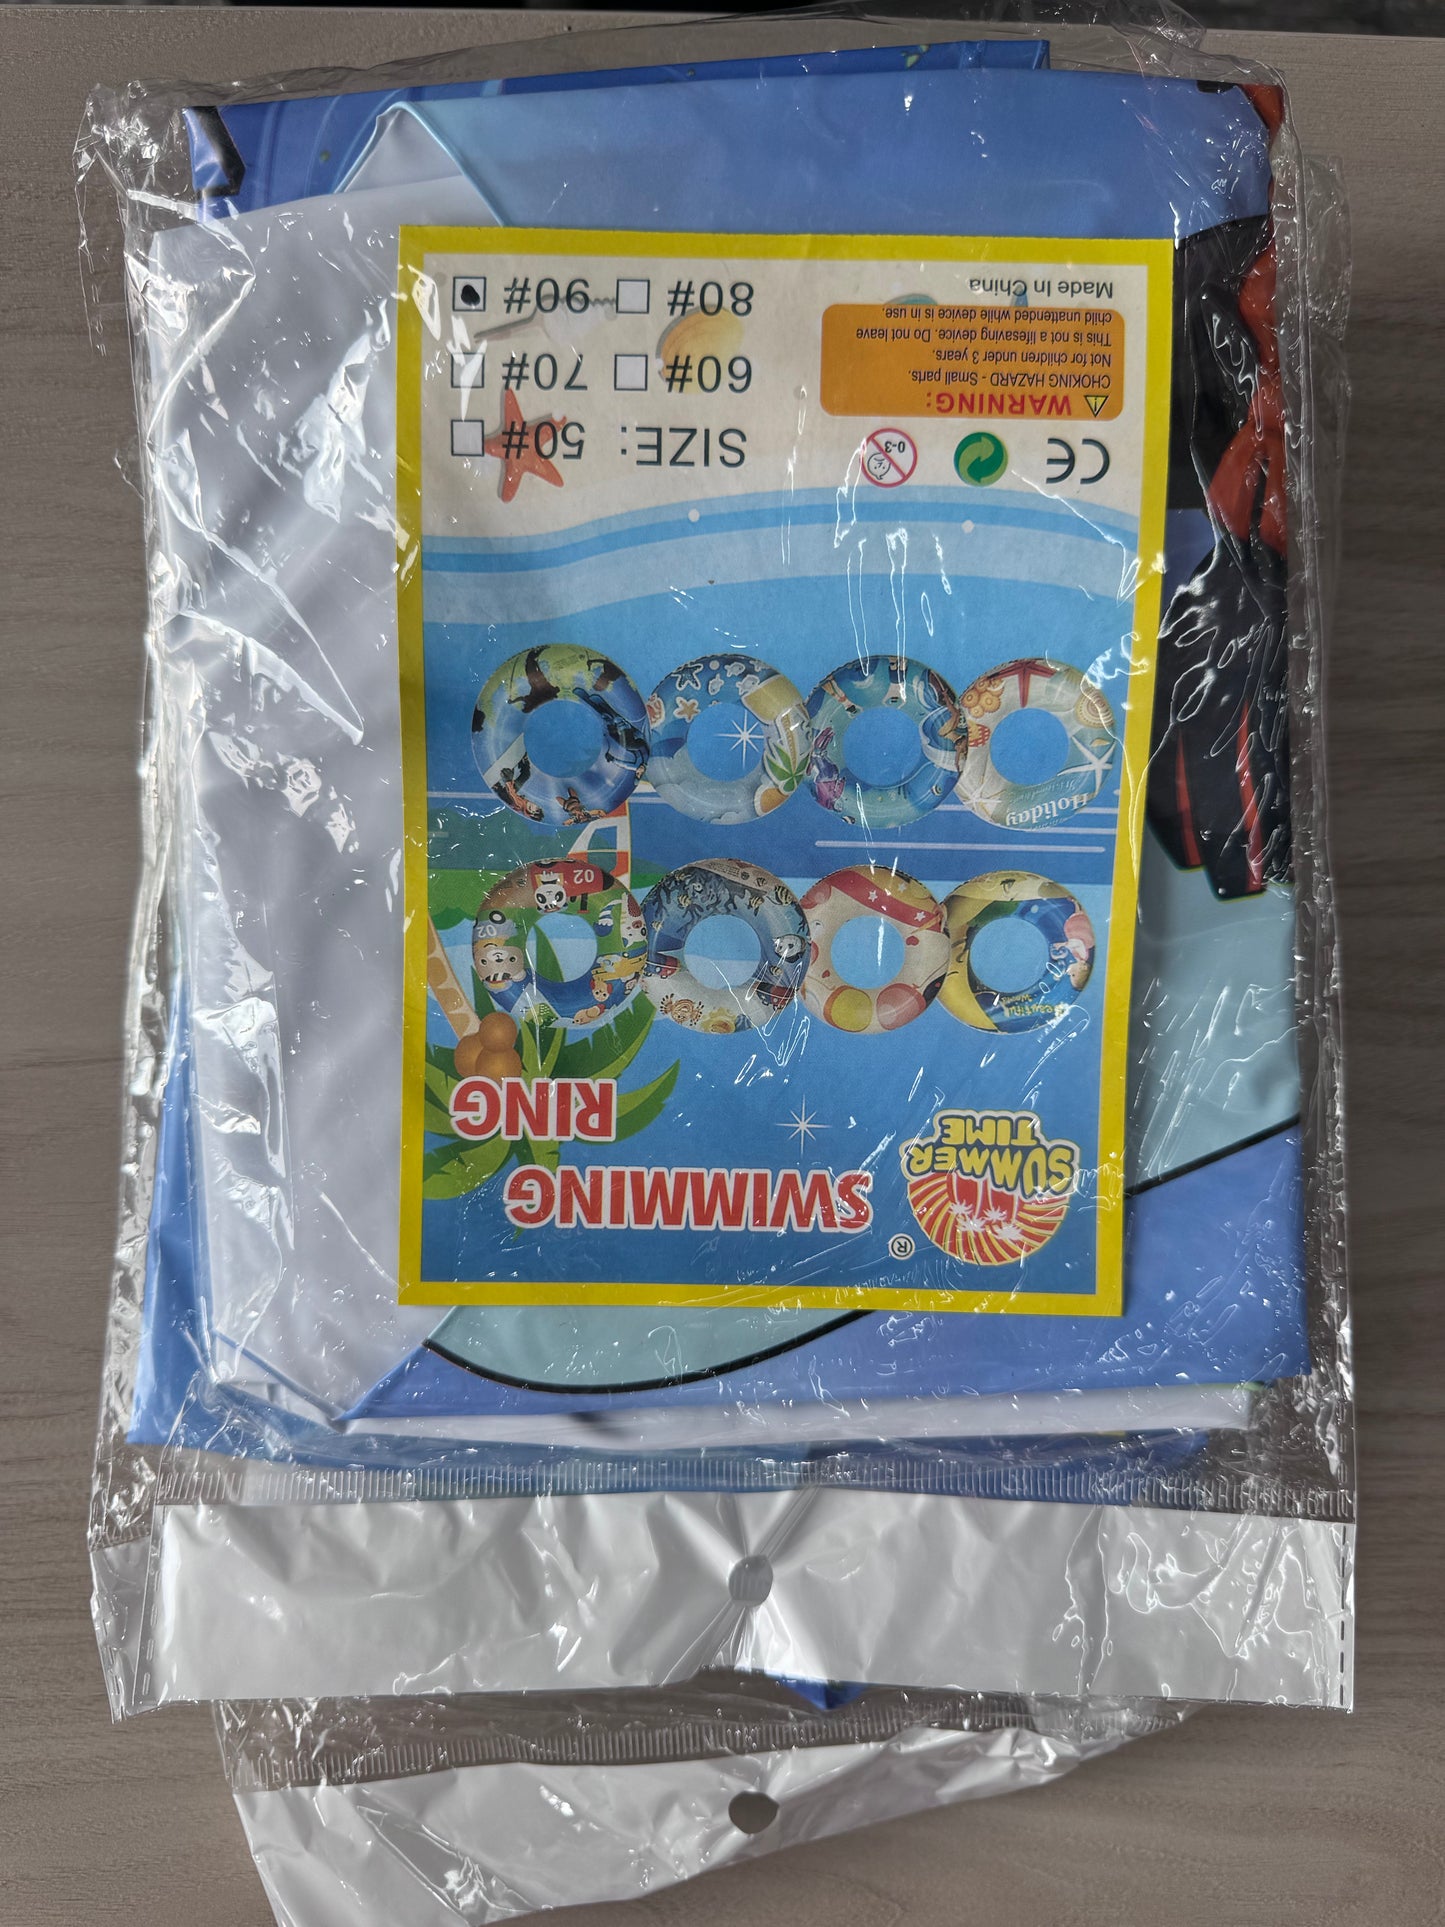 SUMMER
TIME
®
SWIMMING
RING
Beautiful
World
02
02
Holiday
CE
0-3
SIZE: 50#
60# 70#
80# 90#
WARNING:
CHOKING HAZARD - Small parts.
Not for children under 3 years.
This is not a lifesaving device. Do not leave
child unattended while device is in use.
Made In China